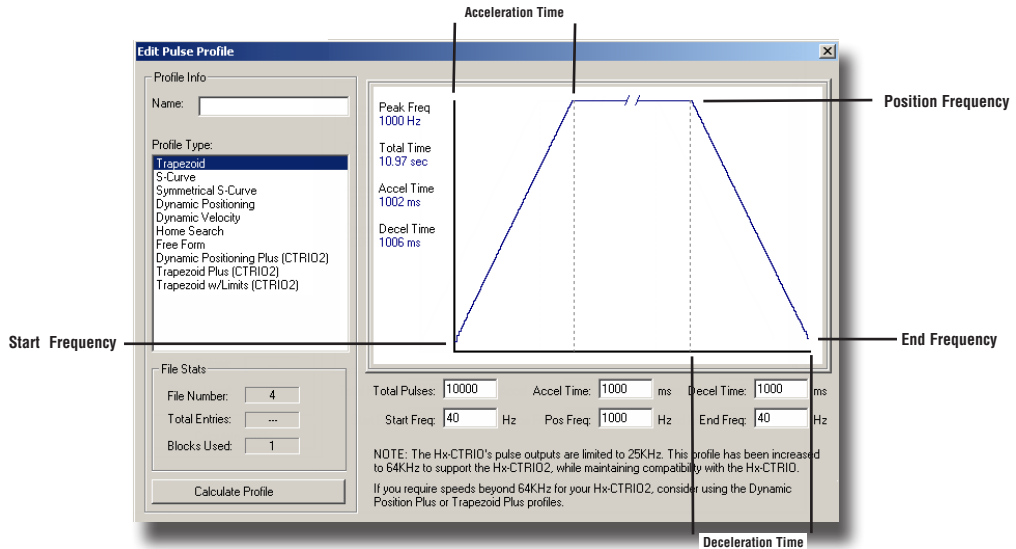 Acceleration Time
Edit Pulse Profile
Profile Info
Name:
Profile Type:
Trapezoid
S-Curve
Symmetrical S-Curve
Dynamic Positioning
Dynamic Velocity
Home Search
Free Form
Dynamic Positioning Plus (CTRIO2)
Trapezoid Plus (CTRIO2)
Trapezoid w/Limits (CTRIO2)
Peak Freq
1000 Hz
Total Time
10.97 sec
Accel Time
1002 ms
Decel Time
1006 ms
Position Frequency
Start Frequency
End Frequency
File Stats
File Number: 4
Total Entries: ---
Blocks Used: 1
Calculate Profile
Total Pulses: 10000 Accel Time: 1000 ms Decel Time: 1000 ms
Start Freq: 40 Hz Pos Freq: 1000 Hz End Freq: 40 Hz
NOTE: The Hx-CTRIO's pulse outputs are limited to 25KHz. This profile has been increased
to 64KHz to support the Hx-CTRIO2, while maintaining compatibility with the Hx-CTRIO.
If you require speeds beyond 64KHz for your Hx-CTRIO2, consider using the Dynamic
Position Plus or Trapezoid Plus profiles.
Deceleration Time